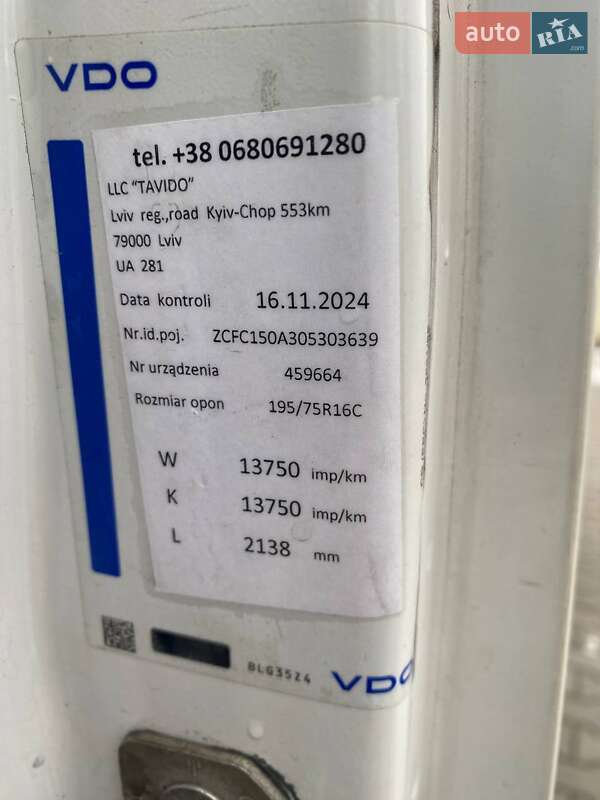 auto RIA.com
VDO
tel. +38 0680691280
LLC "TAVIDO"
Lviv reg.,road Kyiv-Chop 553km
79000 Lviv
UA 281
Data kontroli 16.11.2024
Nr.id.poj. ZCFC150A305303639
Nr urządzenia 459664
Rozmiar opon 195/75R16C
W 13750 imp/km
K 13750 imp/km
L 2138 mm
BLG3524
VDO